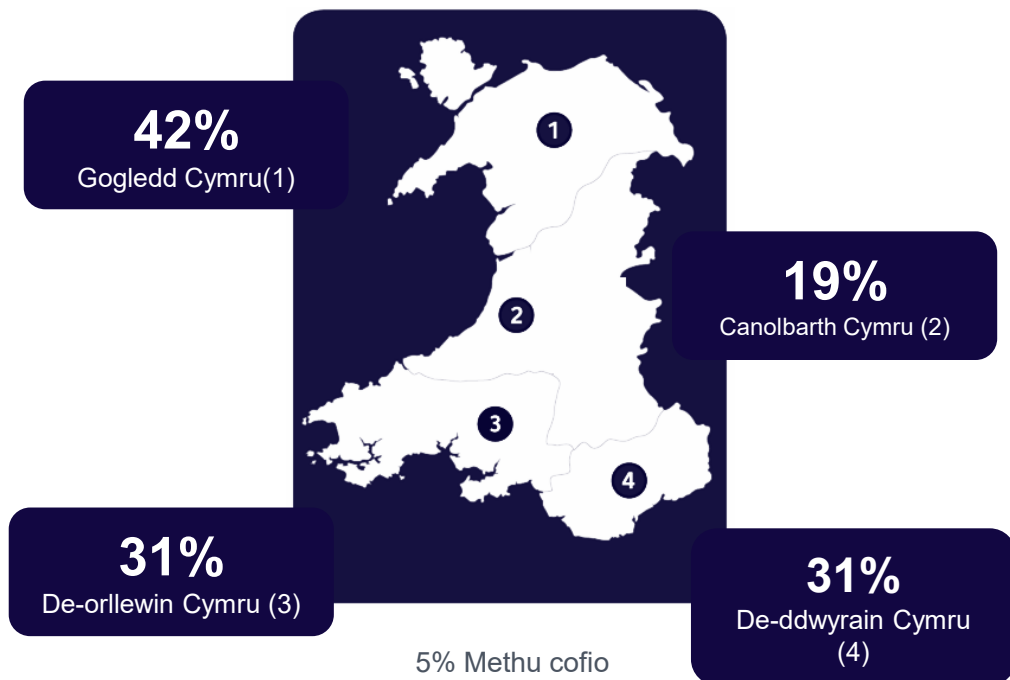 42%
Gogledd Cymru(1)
1
19%
Canolbarth Cymru (2)
2
3
4
31%
De-orllewin Cymru (3)
31%
De-ddwyrain Cymru
(4)
5% Methu cofio